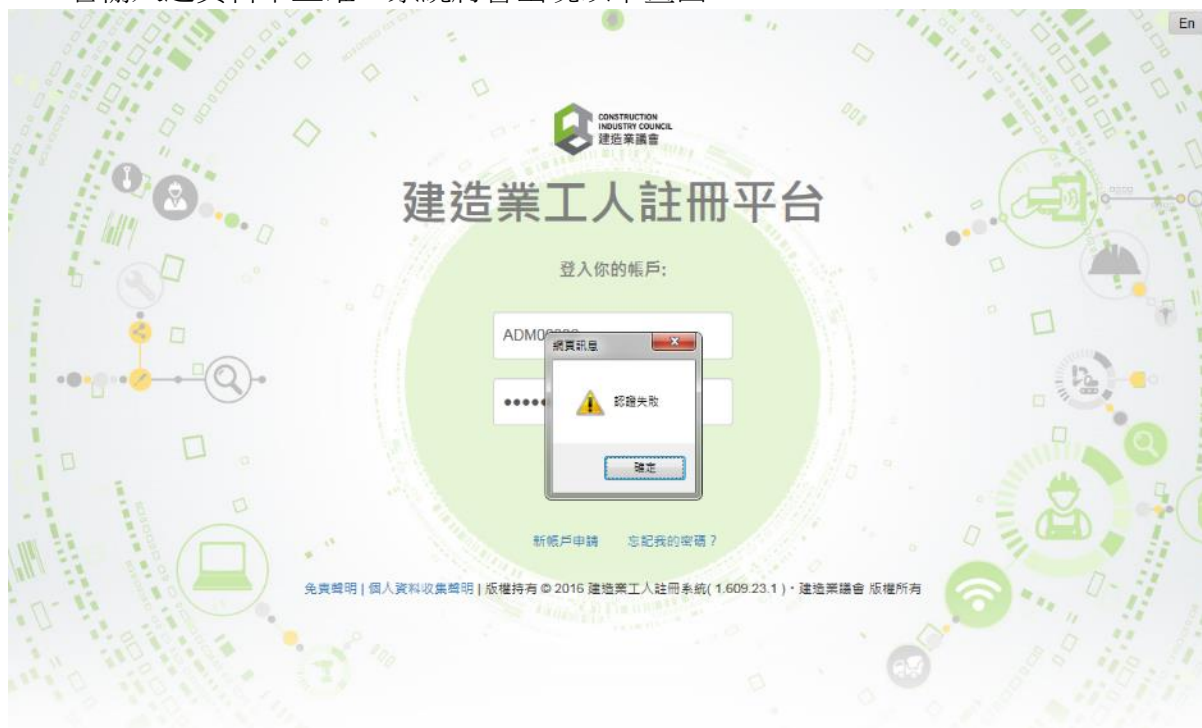 En
CONSTRUCTION
INDUSTRY COUNCIL
建造業議會
建造業工人註冊平台
登入你的帳戶:
網頁訊息
認證失敗
確定
新帳戶申請 忘記我的密碼？
免責聲明 | 個人資料收集聲明 | 版權持有 © 2016 建造業工人註冊系統( 1.609.23.1 )・建造業議會 版權所有